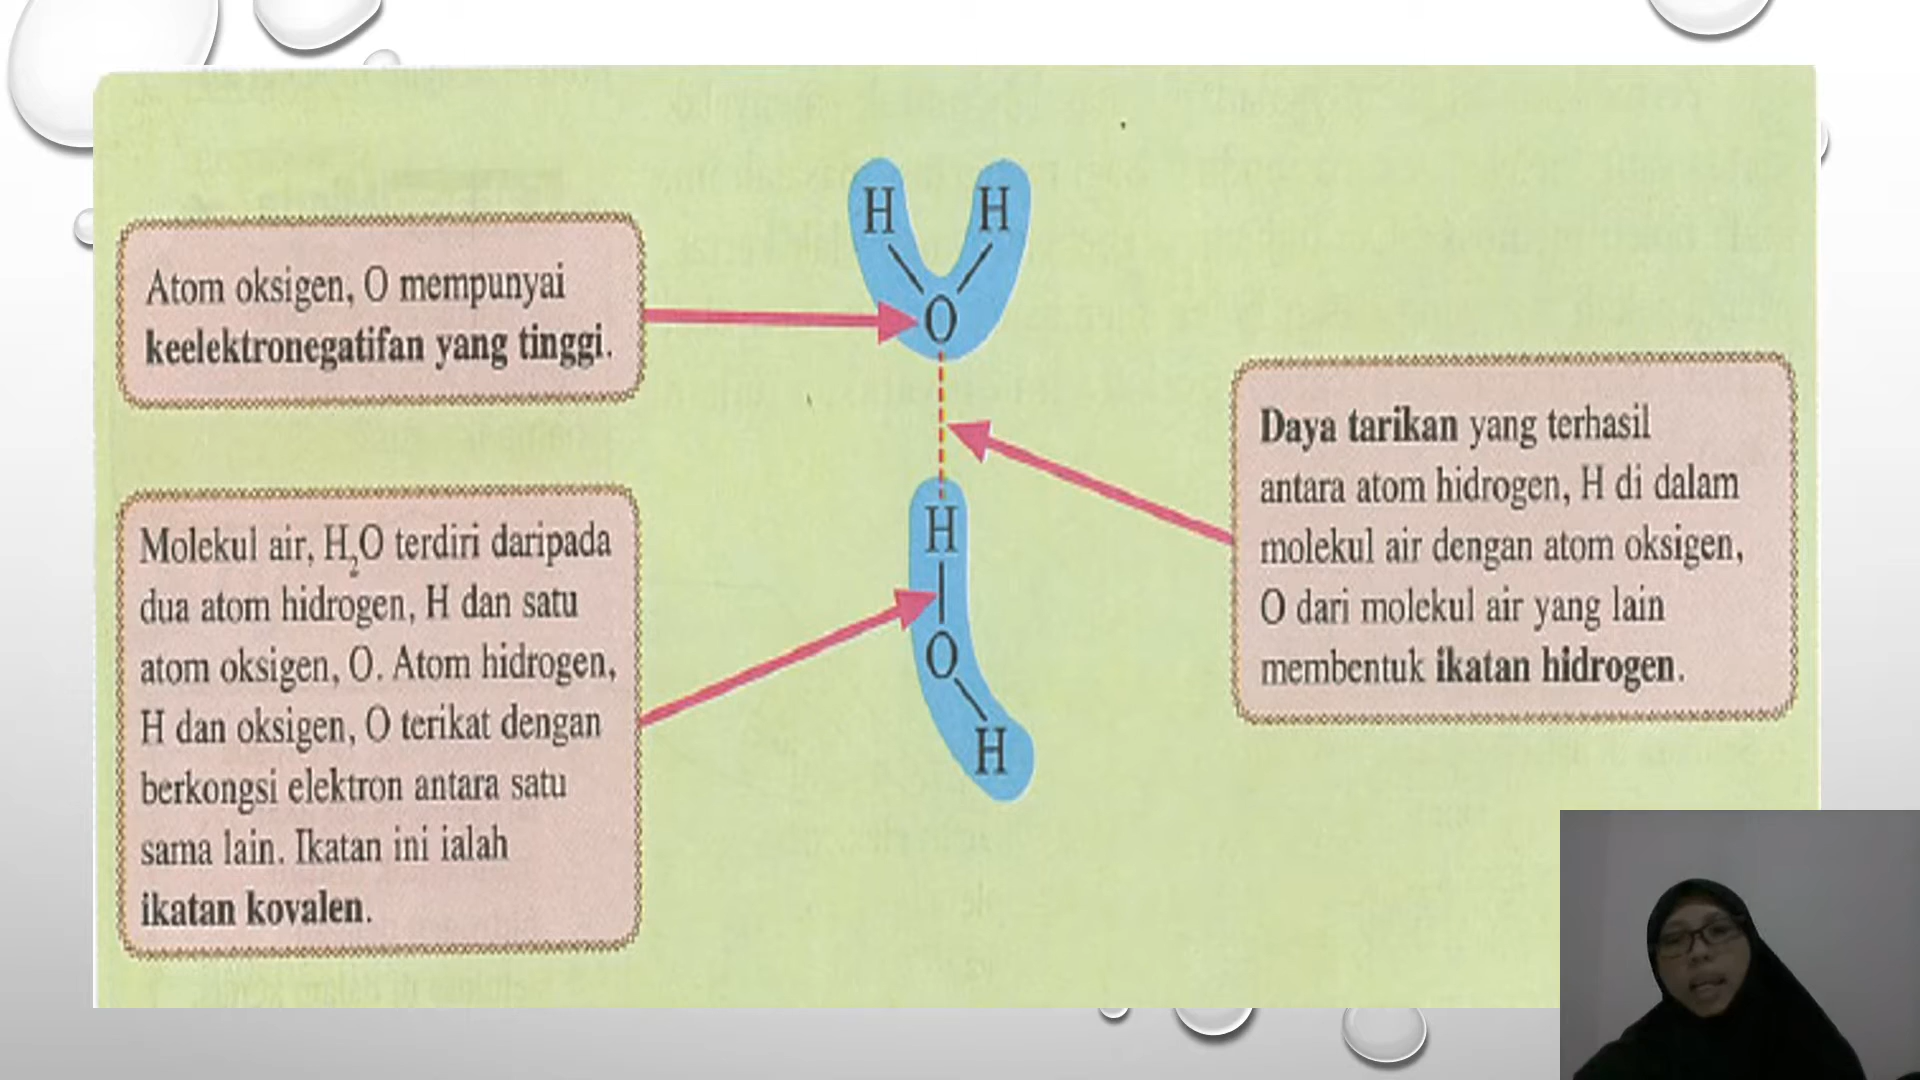 Atom oksigen, O mempunyai
keelektronegatifan yang tinggi.
Molekul air, H₂O terdiri daripada
dua atom hidrogen, H dan satu
atom oksigen, O. Atom hidrogen,
H dan oksigen, O terikat dengan
berkongsi elektron antara satu
sama lain. Ikatan ini ialah
ikatan kovalen.
H H
O
H
O
H
Daya tarikan yang terhasil
antara atom hidrogen, H di dalam
molekul air dengan atom oksigen,
O dari molekul air yang lain
membentuk ikatan hidrogen.